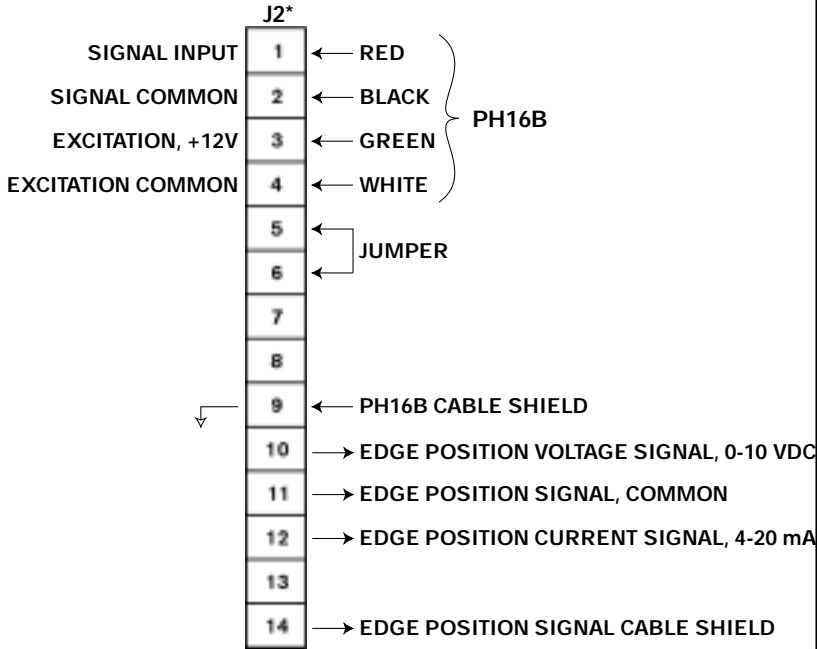 J2*
SIGNAL INPUT 1 RED
SIGNAL COMMON 2 BLACK
PH16B
EXCITATION, +12V 3 GREEN
EXCITATION COMMON 4 WHITE
5
JUMPER
6
7
8
9 PH16B CABLE SHIELD
10 EDGE POSITION VOLTAGE SIGNAL, 0-10 VDC
11 EDGE POSITION SIGNAL, COMMON
12 EDGE POSITION CURRENT SIGNAL, 4-20 mA
13
14 EDGE POSITION SIGNAL CABLE SHIELD